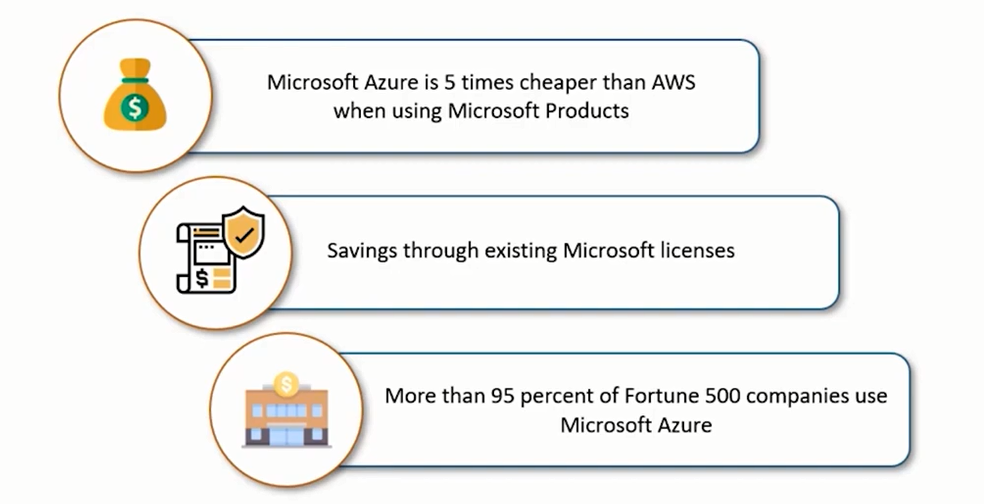 $
Microsoft Azure is 5 times cheaper than AWS
when using Microsoft Products
$
Savings through existing Microsoft licenses
$
More than 95 percent of Fortune 500 companies use
Microsoft Azure